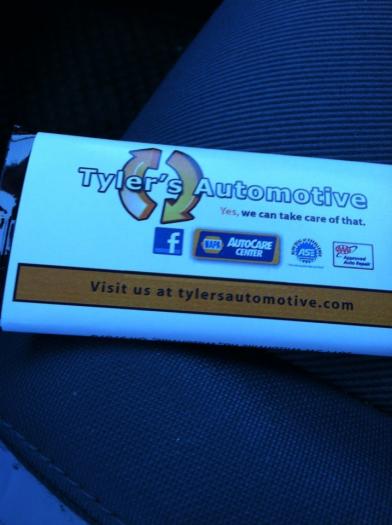 Tyler's Automotive
Yes, we can take care of that.
f
NAPA AUTOCARE CENTER
ASE
AAA
Approved
Auto Repair
Visit us at tylersautomotive.com